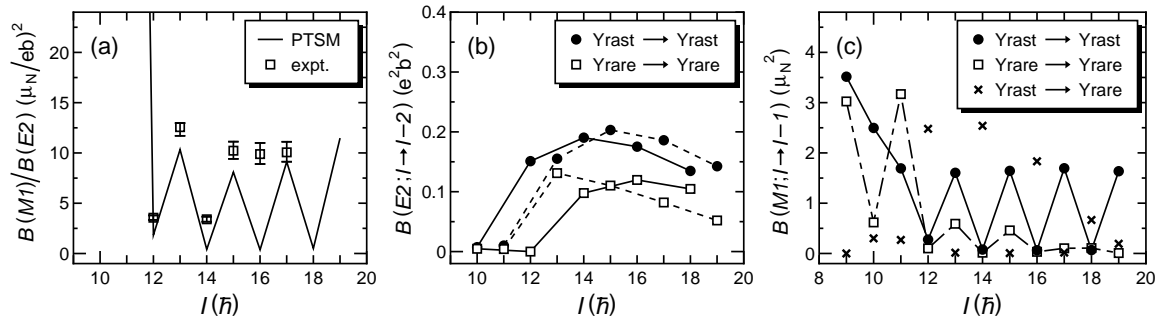 (a)
PTSM
expt.
B(M1)/B(E2) (μN/eb)²
20
15
10
5
0
10 12 14 16 18 20
I(ħ)
(b)
Yrast → Yrast
Yrare → Yrare
B(E2;I→I−2) (e²b²)
0.4
0.3
0.2
0.1
0
10 12 14 16 18 20
I(ħ)
(c)
Yrast → Yrast
Yrare → Yrare
Yrast → Yrare
B(M1;I→I−1) (μN²)
4
3
2
1
0
8 10 12 14 16 18 20
I(ħ)